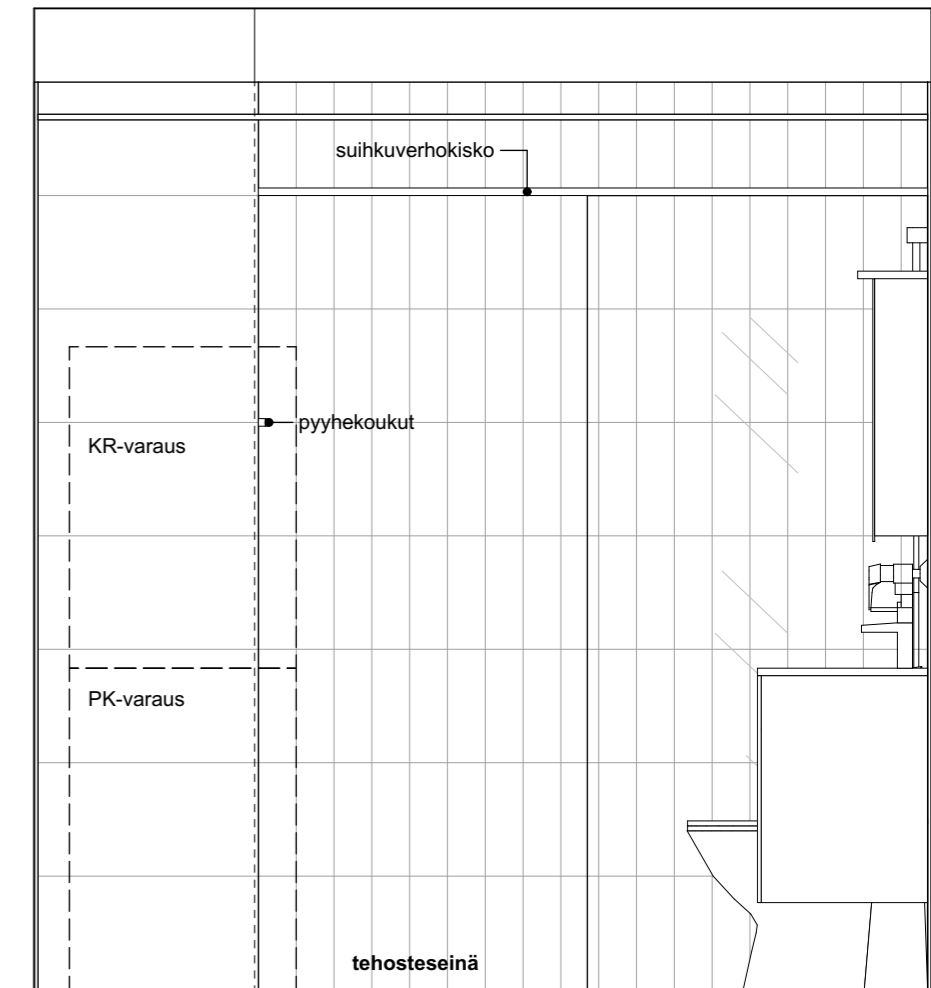 suihkuverhokisko
pyyhekoukut
KR-varaus
PK-varaus
tehosteseinä